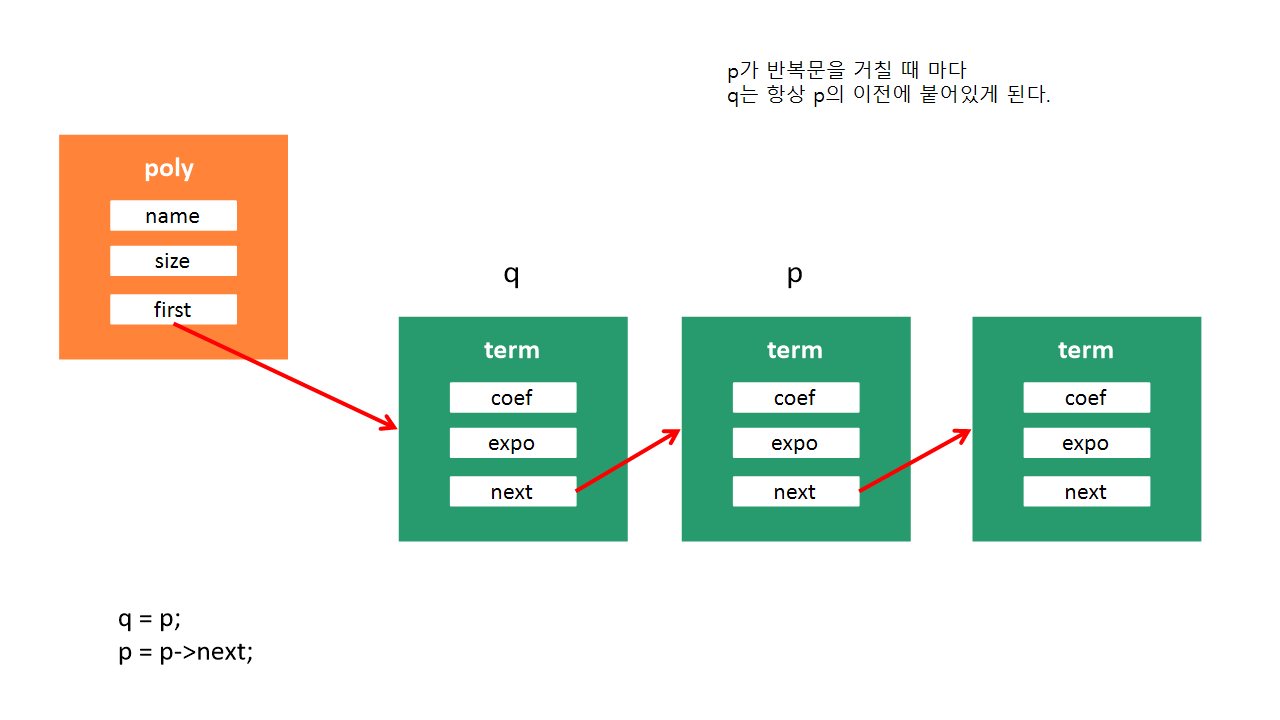 p가 반복문을 거칠 때 마다
q는 항상 p의 이전에 붙어있게 된다.
poly
name
size
first
q
p
term
coef
expo
next
term
coef
expo
next
term
coef
expo
next
q = p;
p = p->next;